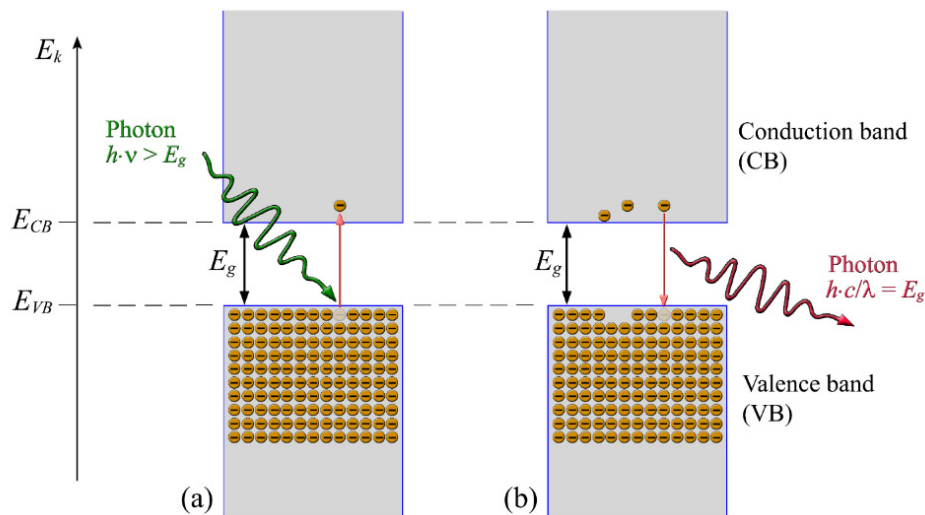 E_k
Photon
h·ν > E_g
Conduction band
(CB)
E_CB
E_g
E_g
Photon
h·c/λ = E_g
E_VB
Valence band
(VB)
(a)
(b)